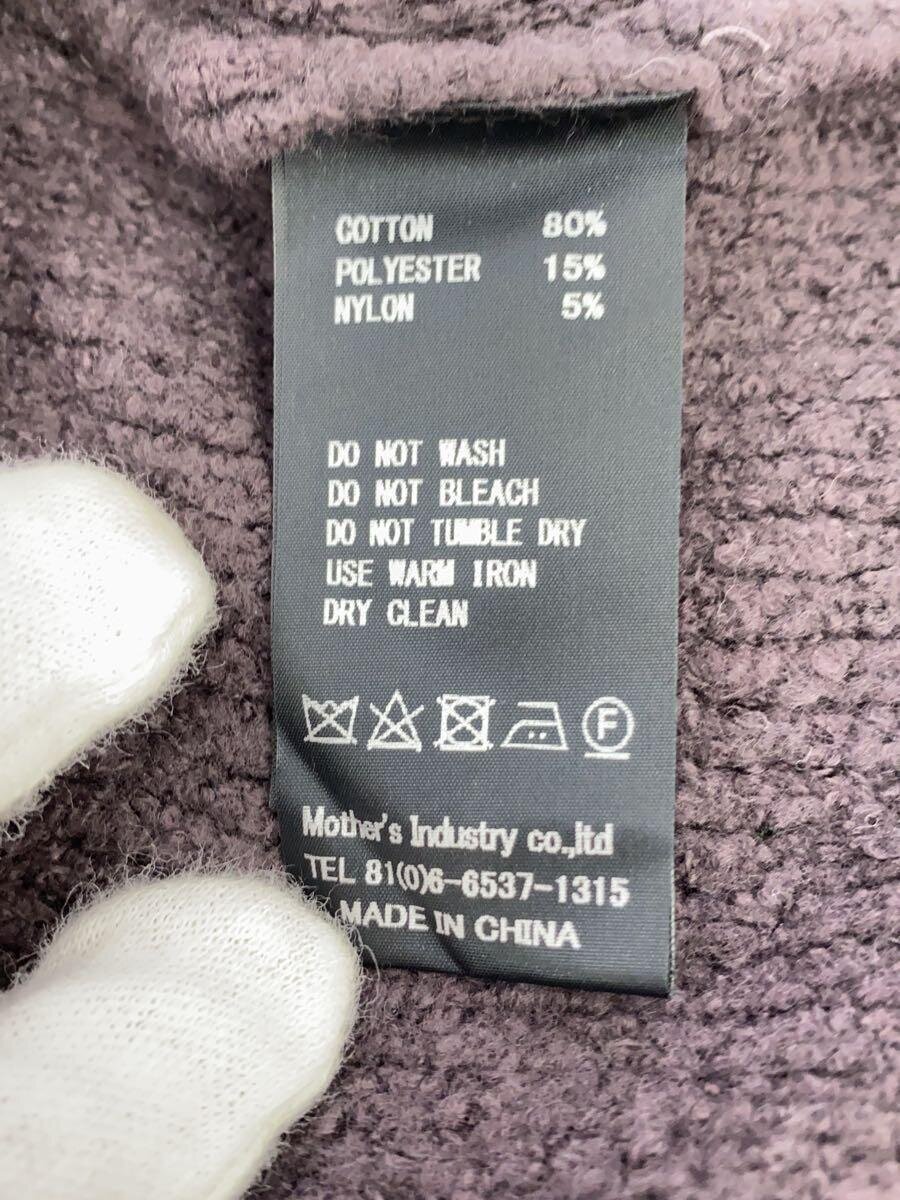 COTTON 80%
POLYESTER 15%
NYLON 5%
DO NOT WASH
DO NOT BLEACH
DO NOT TUMBLE DRY
USE WARM IRON
DRY CLEAN
F
Mother's Industry co.,ltd
TEL 81(0)6-6537-1315
MADE IN CHINA